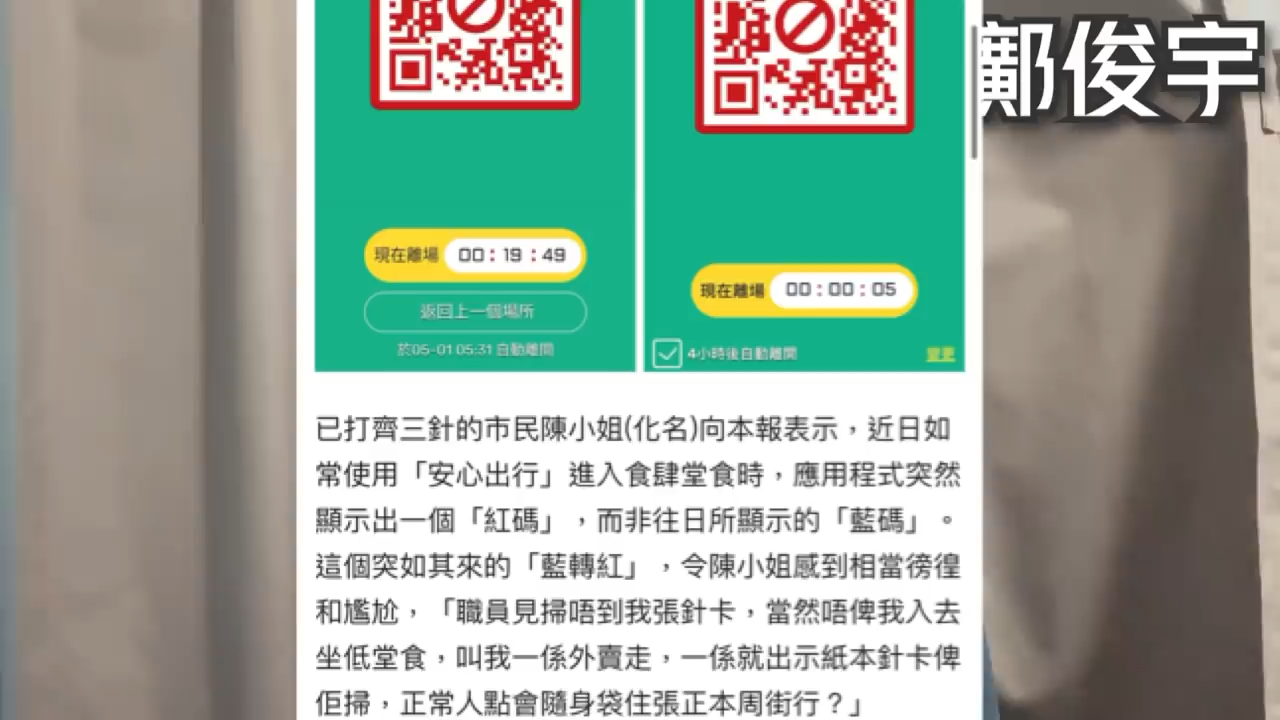 鄺俊宇
現在離場 00:19:49
返回上一個場所
於05-01 05:31 自動離開
現在離場 00:00:05
4小時後自動離開 變更
已打齊三針的市民陳小姐(化名)向本報表示，近日如
常使用「安心出行」進入食肆堂食時，應用程式突然
顯示出一個「紅碼」，而非往日所顯示的「藍碼」。
這個突如其來的「藍轉紅」，令陳小姐感到相當徬徨
和尷尬，「職員見掃唔到我張針卡，當然唔俾我入去
坐低堂食，叫我一係外賣走，一係就出示紙本針卡俾
佢掃，正常人點會隨身袋住張正本周街行？」